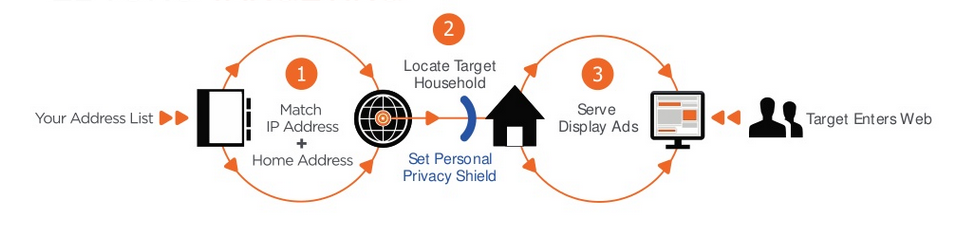 Your Address List
1
Match
IP Address
+
Home Address
2
Locate Target
Household
Set Personal
Privacy Shield
3
Serve
Display Ads
Target Enters Web